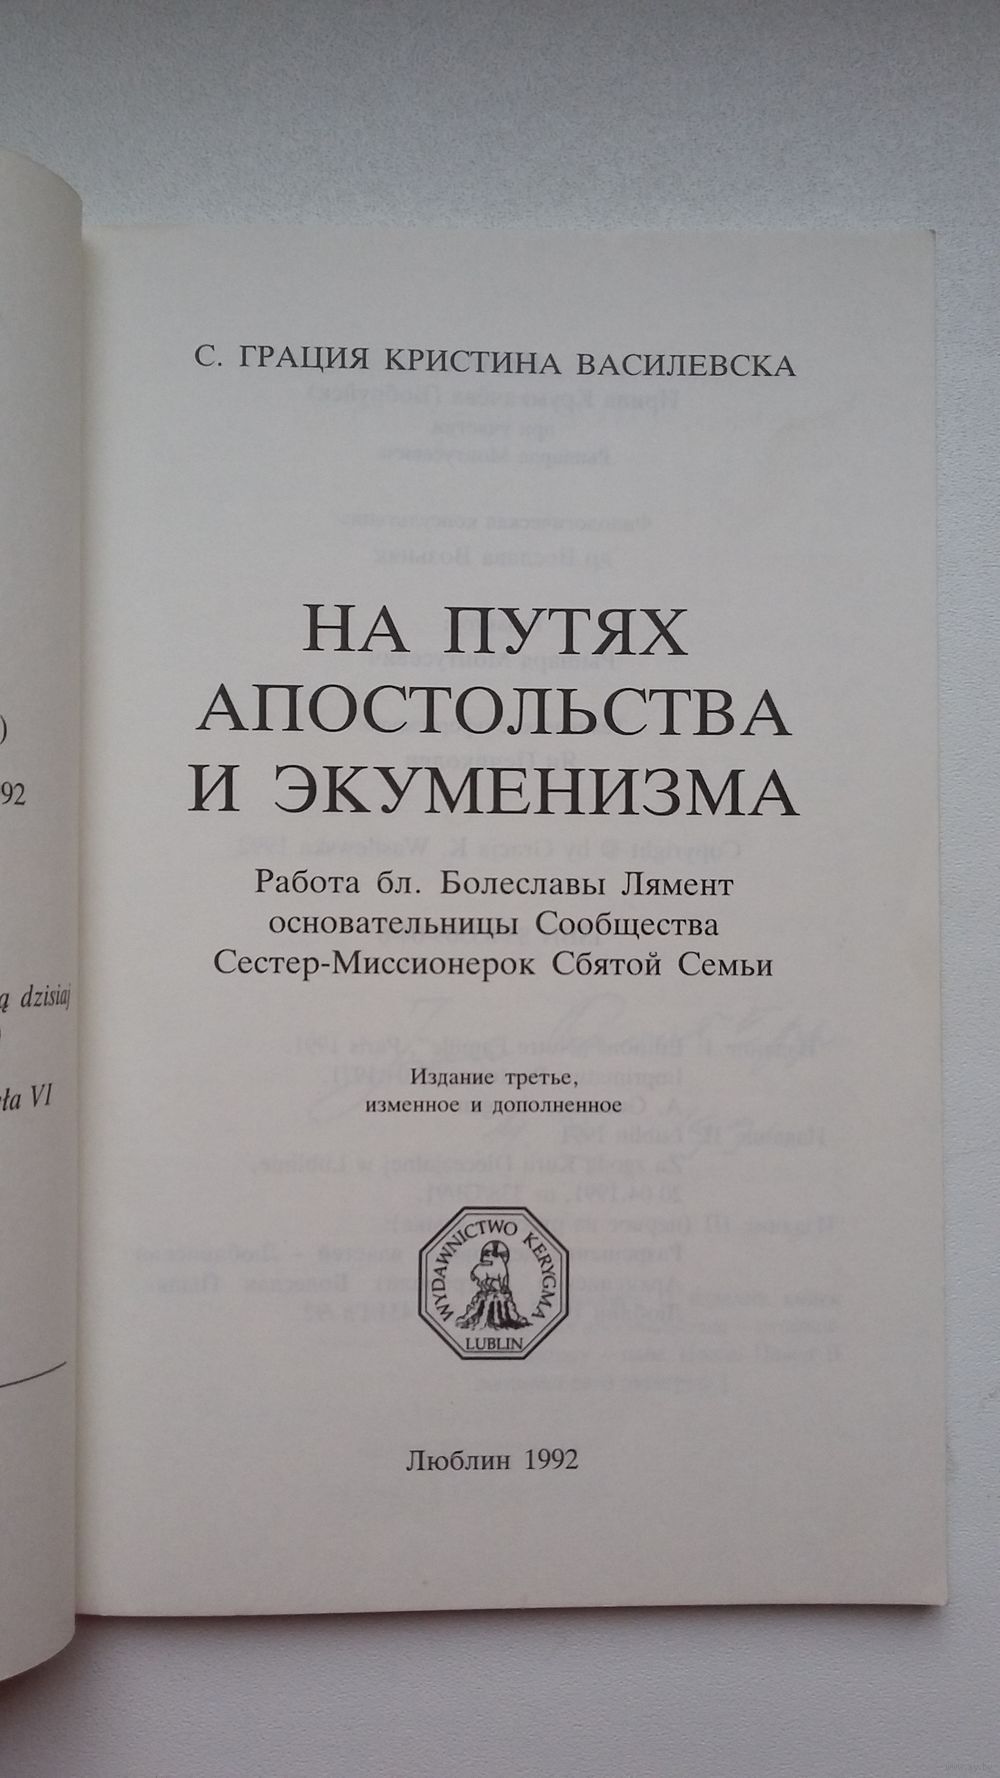 С. ГРАЦИЯ КРИСТИНА ВАСИЛЕВСКА
НА ПУТЯХ
АПОСТОЛЬСТВА
И ЭКУМЕНИЗМА
Работа бл. Болеславы Лямент
основательницы Сообщества
Сестер-Миссионерок Сбятой Семьи
Издание третье,
изменное и дополненное
WYDAWNICTWO KERYGMA
LUBLIN
Люблин 1992
)
92
ą dzisiaj
ła VI